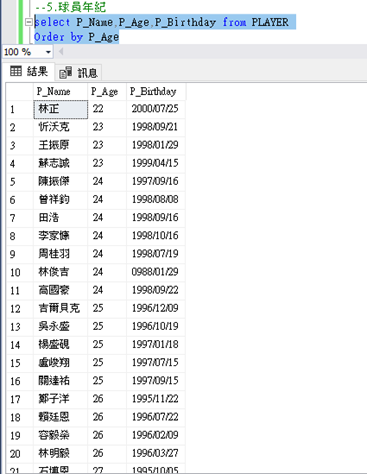 --5.球員年紀
select P_Name,P_Age,P_Birthday from PLAYER
Order by P_Age
100 %
結果 訊息
P_Name P_Age P_Birthday
1 林正 22 2000/07/25
2 忻沃克 23 1998/09/21
3 王振原 23 1998/01/29
4 蘇志誠 23 1999/04/15
5 陳振傑 24 1997/09/16
6 曾祥鈞 24 1998/08/08
7 田浩 24 1998/09/16
8 李家慷 24 1998/10/16
9 周桂羽 24 1998/07/19
10 林俊吉 24 0988/01/29
11 高國豪 24 1998/09/22
12 吉爾貝克 25 1996/12/09
13 吳永盛 25 1996/10/19
14 楊盛硯 25 1997/01/18
15 盧峻翔 25 1997/07/15
16 關達祐 25 1997/09/15
17 鄭子洋 26 1995/11/22
18 賴廷恩 26 1996/07/22
19 容毅燊 26 1996/02/09
20 林明毅 26 1996/03/27
21 石博恩 27 1995/10/05